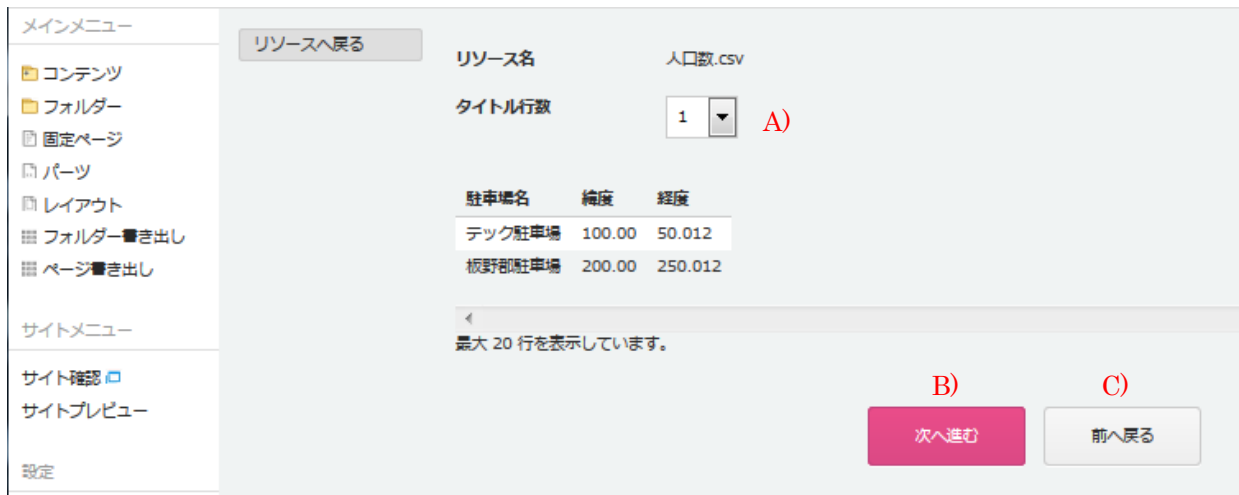 メインメニュー
コンテンツ
フォルダー
固定ページ
パーツ
レイアウト
フォルダー書き出し
ページ書き出し
サイトメニュー
サイト確認
サイトプレビュー
設定
リソースへ戻る
リソース名 人口数.csv
タイトル行数 1 A)
駐車場名 緯度 経度
テック駐車場 100.00 50.012
板野郡駐車場 200.00 250.012
最大 20 行を表示しています。
B) C)
次へ進む 前へ戻る